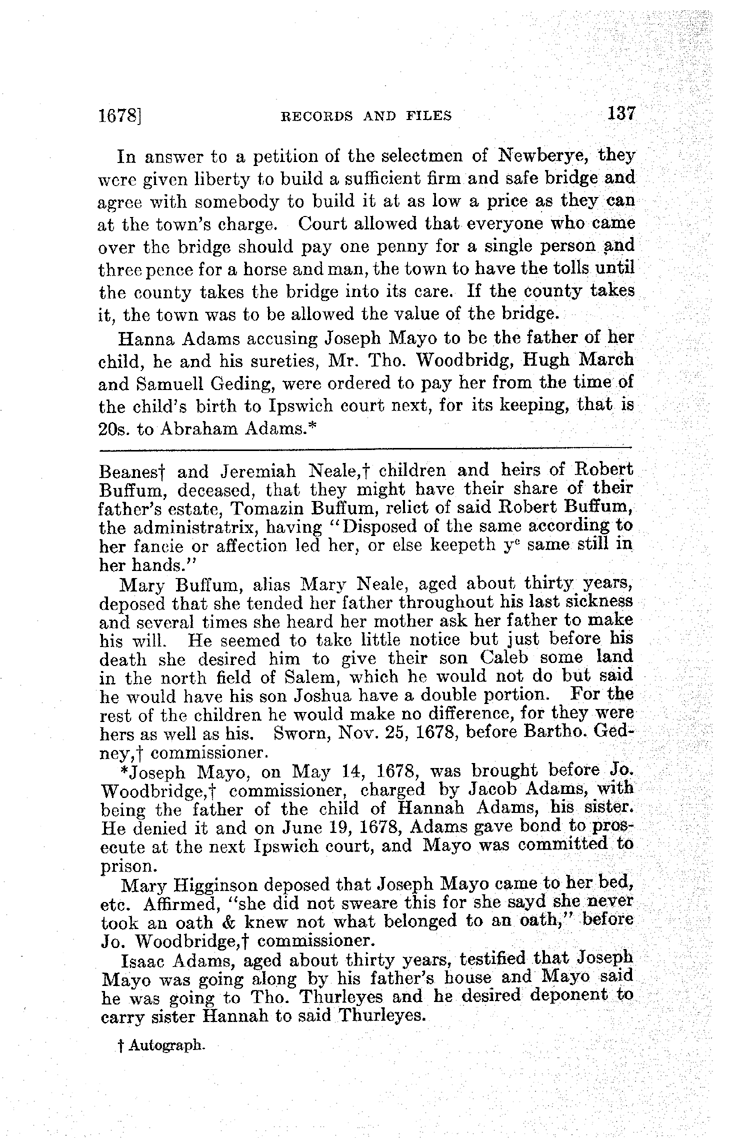 1678] RECORDS AND FILES 137
In answer to a petition of the selectmen of Newberye, they
were given liberty to build a sufficient firm and safe bridge and
agree with somebody to build it at as low a price as they can
at the town's charge. Court allowed that everyone who came
over the bridge should pay one penny for a single person and
three pence for a horse and man, the town to have the tolls until
the county takes the bridge into its care. If the county takes
it, the town was to be allowed the value of the bridge.
Hanna Adams accusing Joseph Mayo to be the father of her
child, he and his sureties, Mr. Tho. Woodbridg, Hugh March
and Samuell Geding, were ordered to pay her from the time of
the child's birth to Ipswich court next, for its keeping, that is
20s. to Abraham Adams.*
Beanes† and Jeremiah Neale,† children and heirs of Robert
Buffum, deceased, that they might have their share of their
father's estate, Tomazin Buffum, relict of said Robert Buffum,
the administratrix, having "Disposed of the same according to
her fancie or affection led her, or else keepeth yᵉ same still in
her hands."
Mary Buffum, alias Mary Neale, aged about thirty years,
deposed that she tended her father throughout his last sickness
and several times she heard her mother ask her father to make
his will. He seemed to take little notice but just before his
death she desired him to give their son Caleb some land
in the north field of Salem, which he would not do but said
he would have his son Joshua have a double portion. For the
rest of the children he would make no difference, for they were
hers as well as his. Sworn, Nov. 25, 1678, before Bartho. Ged-
ney,† commissioner.
*Joseph Mayo, on May 14, 1678, was brought before Jo.
Woodbridge,† commissioner, charged by Jacob Adams, with
being the father of the child of Hannah Adams, his sister.
He denied it and on June 19, 1678, Adams gave bond to pros-
ecute at the next Ipswich court, and Mayo was committed to
prison.
Mary Higginson deposed that Joseph Mayo came to her bed,
etc. Affirmed, "she did not sweare this for she sayd she never
took an oath & knew not what belonged to an oath," before
Jo. Woodbridge,† commissioner.
Isaac Adams, aged about thirty years, testified that Joseph
Mayo was going along by his father's house and Mayo said
he was going to Tho. Thurleyes and he desired deponent to
carry sister Hannah to said Thurleyes.
† Autograph.